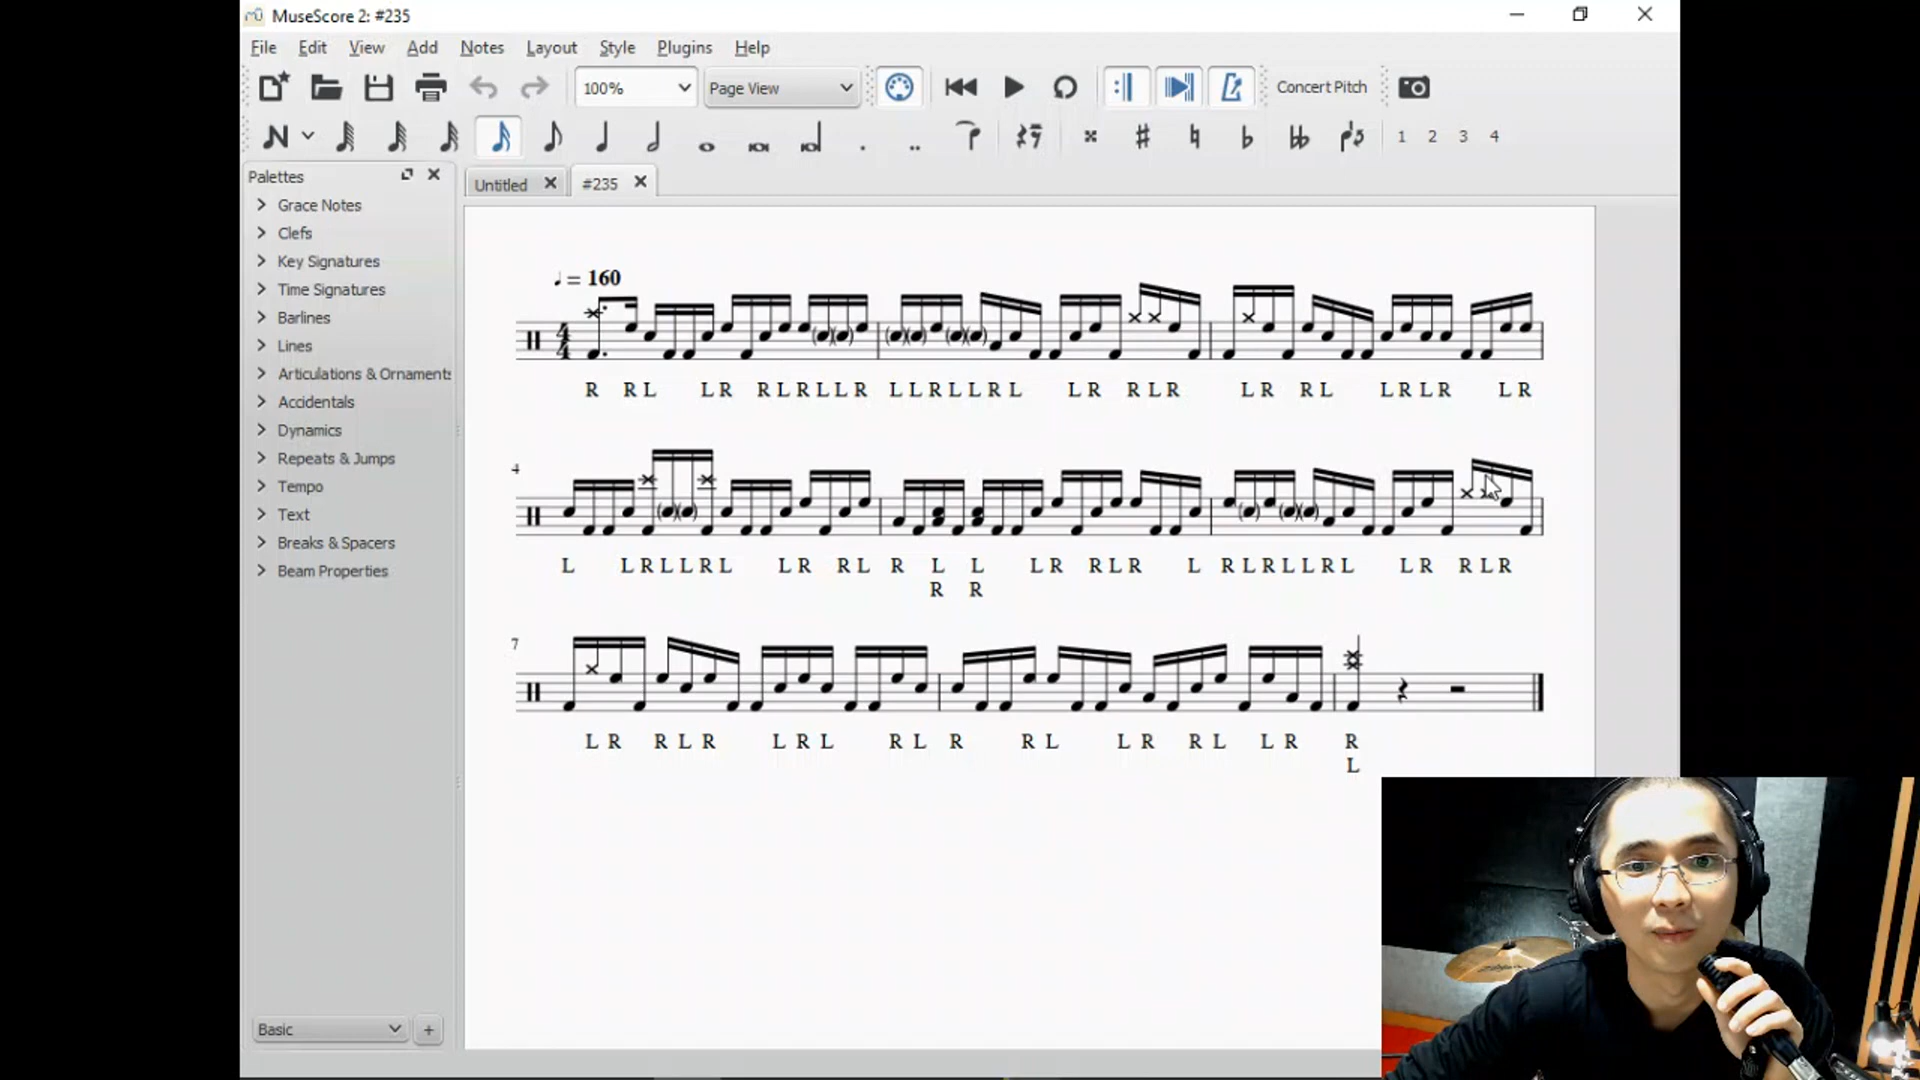 MuseScore 2: #235
File Edit View Add Notes Layout Style Plugins Help
100% Page View Concert Pitch
1 2 3 4
Palettes
Untitled #235
Grace Notes
Clefs
Key Signatures
Time Signatures
Barlines
Lines
Articulations & Ornaments
Accidentals
Dynamics
Repeats & Jumps
Tempo
Text
Breaks & Spacers
Beam Properties
Basic +
♩ = 160
4
4
R R L L R R L R L L R L L R L L R L L R R L R L R R L L R L R L R
4
L L R L L R L L R R L R L L L R R L R L R L R L L R L L R R L R
R R
7
L R R L R L R L R L R R L L R R L L R R
L